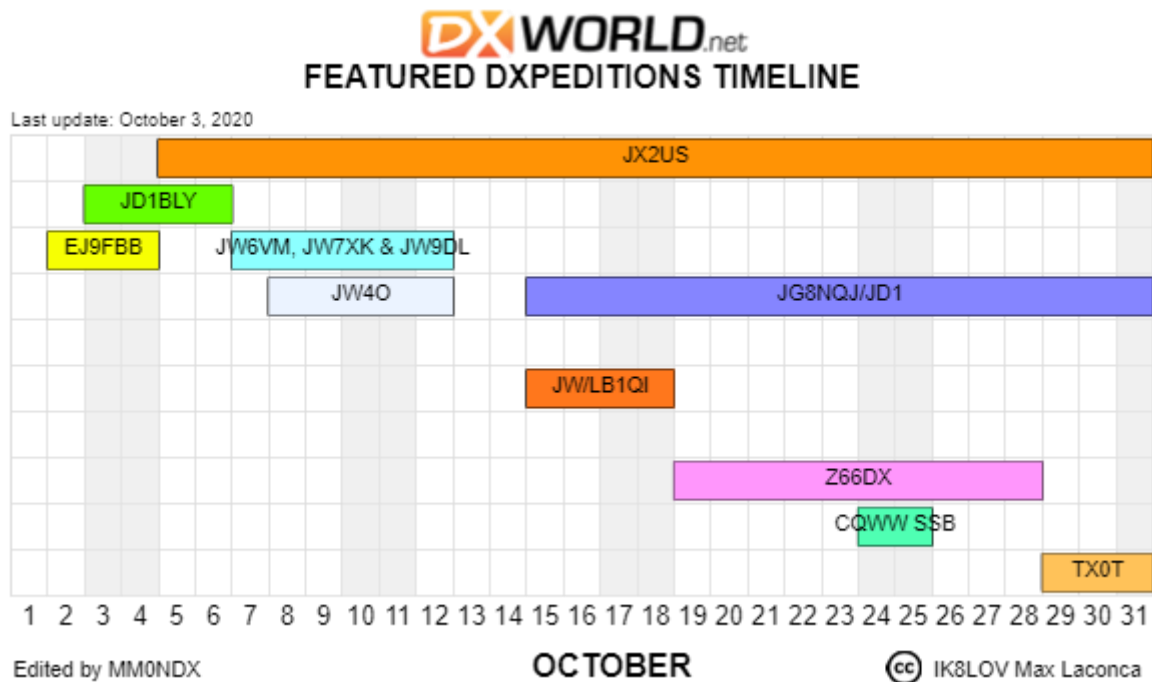 DX WORLD.net
FEATURED DXPEDITIONS TIMELINE
Last update: October 3, 2020
JX2US
JD1BLY
EJ9FBB JW6VM, JW7XK & JW9DL
JW4O JG8NQJ/JD1
JW/LB1QI
Z66DX
CQWW SSB
TX0T
1 2 3 4 5 6 7 8 9 10 11 12 13 14 15 16 17 18 19 20 21 22 23 24 25 26 27 28 29 30 31
Edited by MM0NDX OCTOBER cc IK8LOV Max Laconca